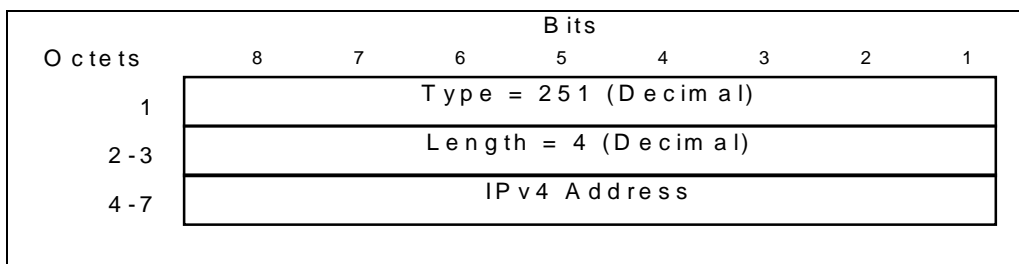 Bits
Octets 8 7 6 5 4 3 2 1
1 Type = 251 (Decimal)
2-3 Length = 4 (Decimal)
4-7 IPv4 Address